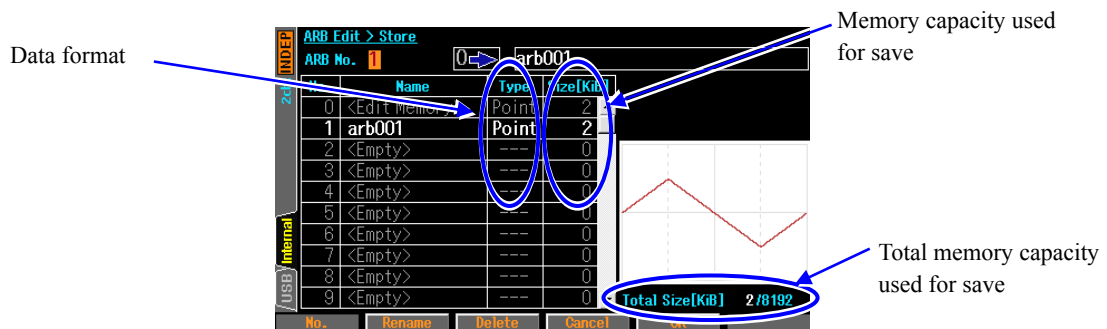 Memory capacity used
for save
Data format
ARB Edit > Store
ARB No. 1 0 arb001
2ch INDEP
Name Type Size[KiB]
0 <Edit Memory Point 2
1 arb001 Point 2
2 <Empty> --- 0
3 <Empty> --- 0
4 <Empty> --- 0
5 <Empty> --- 0
6 <Empty> --- 0
7 <Empty> --- 0
8 <Empty> --- 0
9 <Empty> --- 0
Internal
USB
Total Size[KiB] 2/8192
Total memory capacity
used for save
No. Rename Delete Cancel OK